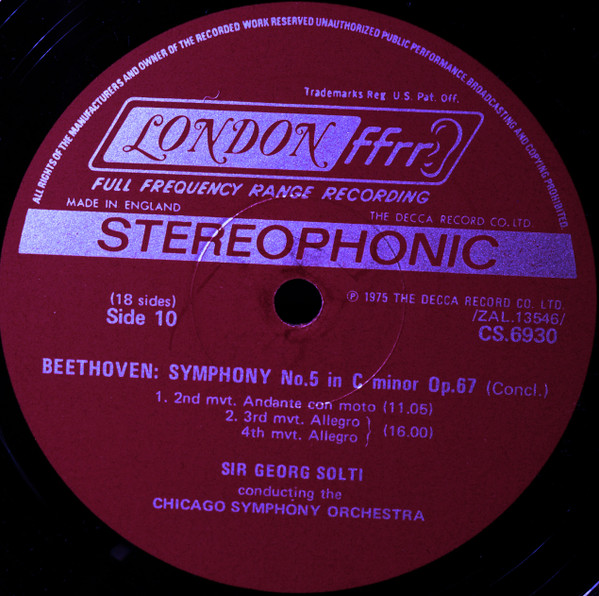 ALL RIGHTS OF THE MANUFACTURERS AND OWNER OF THE RECORDED WORK RESERVED UNAUTHORIZED PUBLIC PERFORMANCE, BROADCASTING AND COPYING PROHIBITED
Trademarks Reg. U.S. Pat. Off.
LONDON ffrr
FULL FREQUENCY RANGE RECORDING
MADE IN ENGLAND
THE DECCA RECORD CO. LTD.
STEREOPHONIC
(18 sides)
Side 10
℗ 1975 THE DECCA RECORD CO. LTD.
/ZAL.13546/
CS.6930
BEETHOVEN: SYMPHONY No.5 in C minor Op.67 (Concl.)
1. 2nd mvt. Andante con moto (11.05)
2. 3rd mvt. Allegro
4th mvt. Allegro
(16.00)
SIR GEORG SOLTI
conducting the
CHICAGO SYMPHONY ORCHESTRA